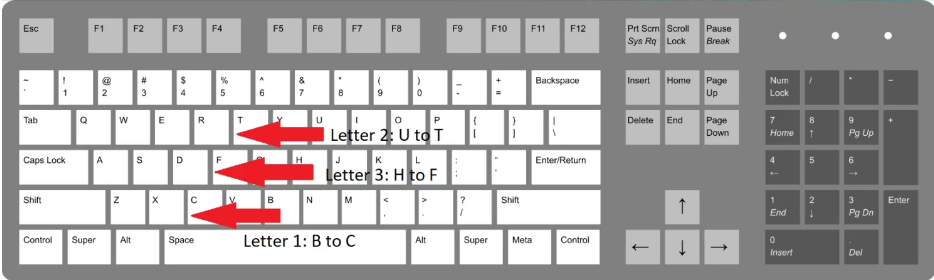 Esc F1 F2 F3 F4 F5 F6 F7 F8 F9 F10 F11 F12 Prt Scrn Scroll Pause
Sys Rq Lock Break
~ ! @ # $ % ^ & * ( ) _ + Backspace Insert Home Page Num / * -
` 1 2 3 4 5 6 7 8 9 0 - = Up Lock
Tab Q W E R T Y U I O P { } | Delete End Page 7 8 9 +
[ ] \ Down Home ↑ Pg Up
Letter 2: U to T
Caps Lock A S D F H J K L : " Enter/Return 4 5 6
; ' ← →
Letter 3: H to F
Shift Z X C V B N M < > ? Shift ↑ 1 2 3 Enter
, . / End ↓ Pg Dn
Letter 1: B to C
Control Super Alt Space Alt Super Meta Control ← ↓ → 0 .
Insert Del